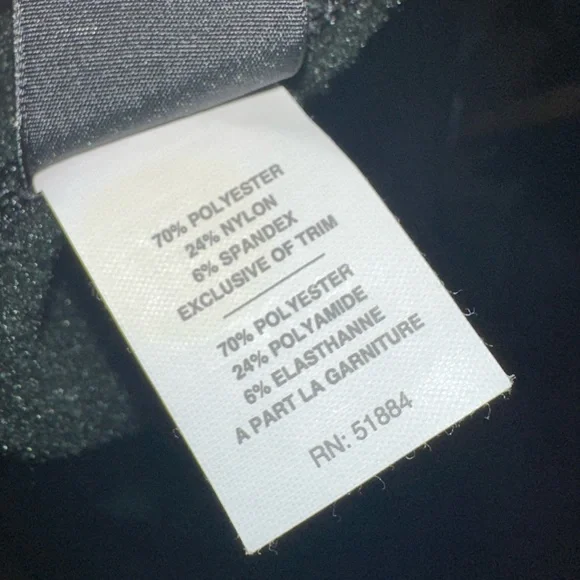 70% POLYESTER
24% NYLON
6% SPANDEX
EXCLUSIVE OF TRIM
70% POLYESTER
24% POLYAMIDE
6% ELASTHANNE
A PART LA GARNITURE
RN: 51884